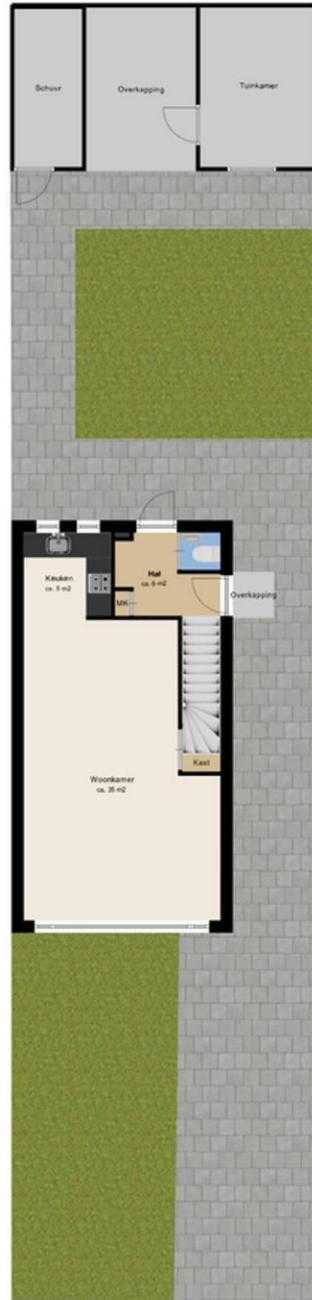 Schuur
Overkapping
Tuinkamer
Keuken
ca. 5 m2
Hal
ca. 6 m2
MK
Overkapping
Kast
Woonkamer
ca. 35 m2